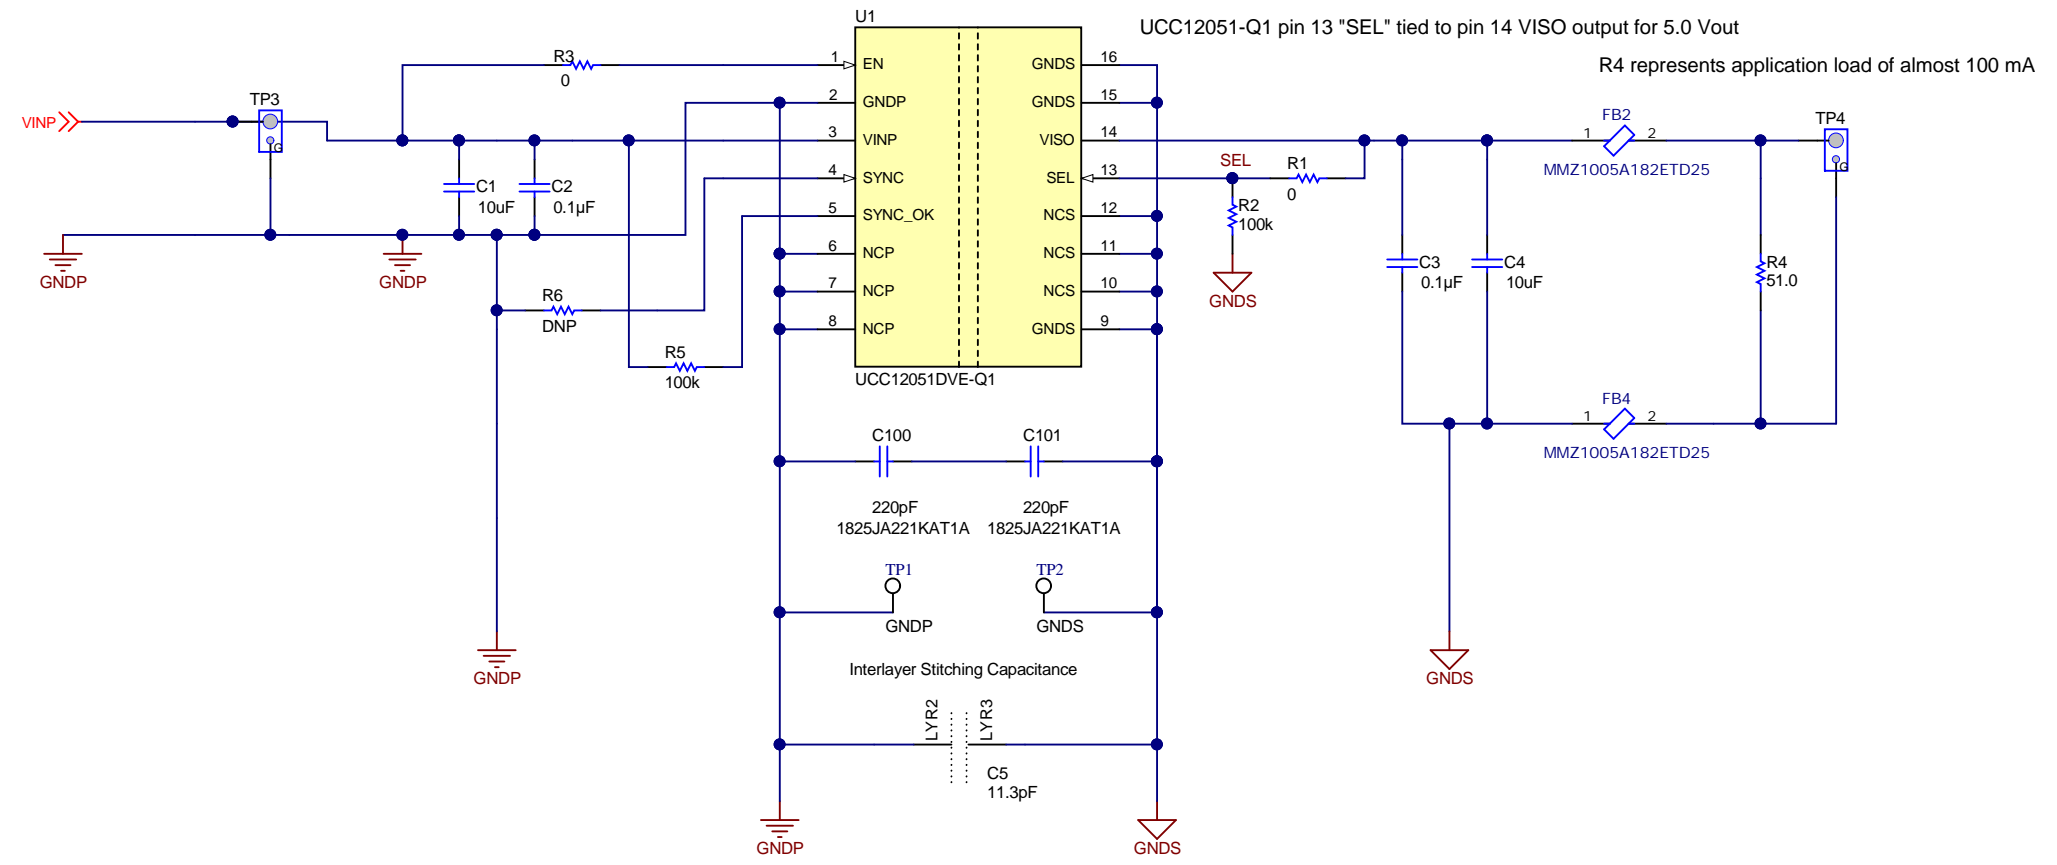 U1
UCC12051-Q1 pin 13 "SEL" tied to pin 14 VISO output for 5.0 Vout
R4 represents application load of almost 100 mA
VINP
TP3
G
R3
0
1
EN
2
GNDP
3
VINP
4
SYNC
5
SYNC_OK
6
NCP
7
NCP
8
NCP
GNDS
16
GNDS
15
VISO
14
SEL
13
NCS
12
NCS
11
NCS
10
GNDS
9
UCC12051DVE-Q1
C1
10uF
C2
0.1µF
GNDP
GNDP
R6
DNP
R5
100k
GNDP
SEL
R1
0
R2
100k
GNDS
C3
0.1µF
C4
10uF
FB2
1
2
MMZ1005A182ETD25
TP4
G
R4
51.0
FB4
1
2
MMZ1005A182ETD25
GNDS
C100
220pF
1825JA221KAT1A
C101
220pF
1825JA221KAT1A
TP1
GNDP
TP2
GNDS
Interlayer Stitching Capacitance
LYR2
LYR3
C5
11.3pF
GNDP
GNDS